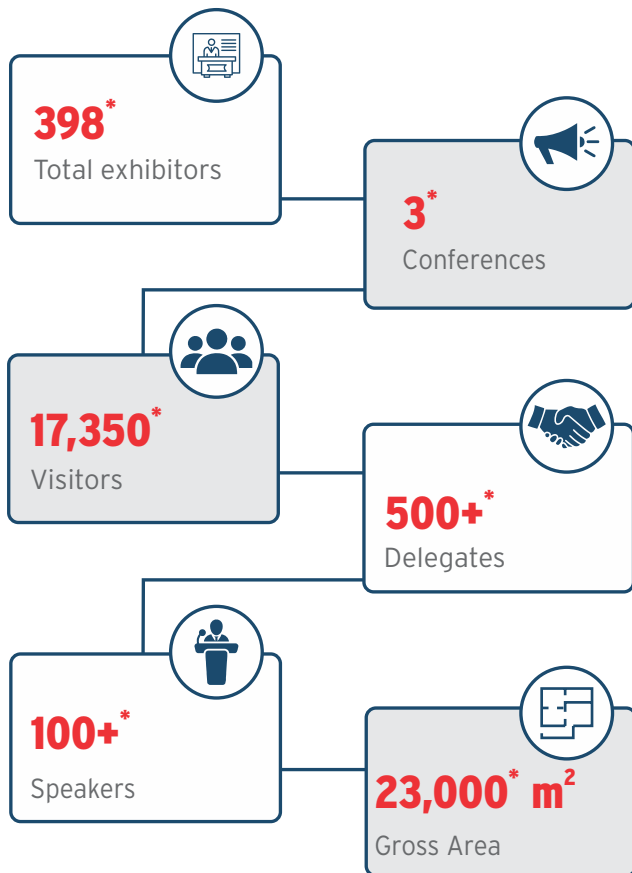 398*
Total exhibitors
3*
Conferences
17,350*
Visitors
500+*
Delegates
100+*
Speakers
23,000* m²
Gross Area